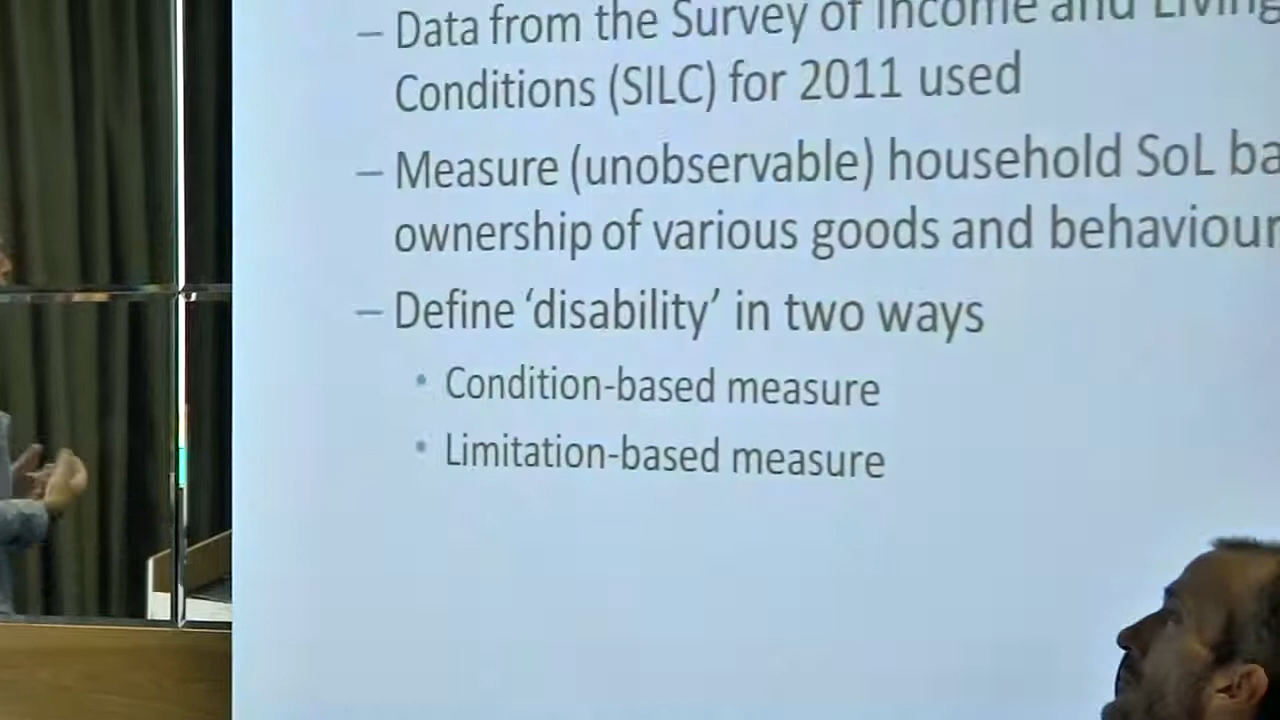 – Data from the Survey of Income and Living
Conditions (SILC) for 2011 used
– Measure (unobservable) household SoL ba
ownership of various goods and behaviour
– Define ‘disability’ in two ways
• Condition-based measure
• Limitation-based measure